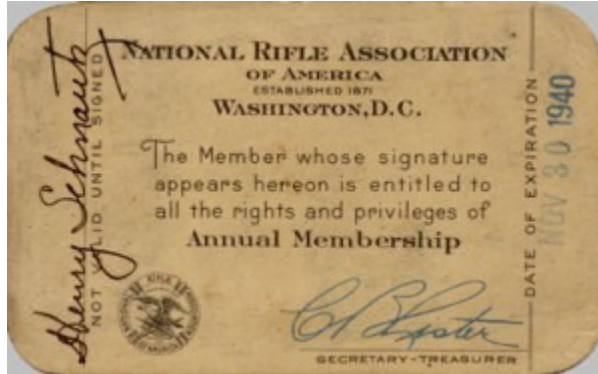 NATIONAL RIFLE ASSOCIATION
OF AMERICA
ESTABLISHED 1871
WASHINGTON, D.C.
The Member whose signature
appears hereon is entitled to
all the rights and privileges of
Annual Membership
SECRETARY-TREASURER
Henry Schnautz
NOT VALID UNTIL SIGNED
DATE OF EXPIRATION
NOV 30 1940
C B Lister